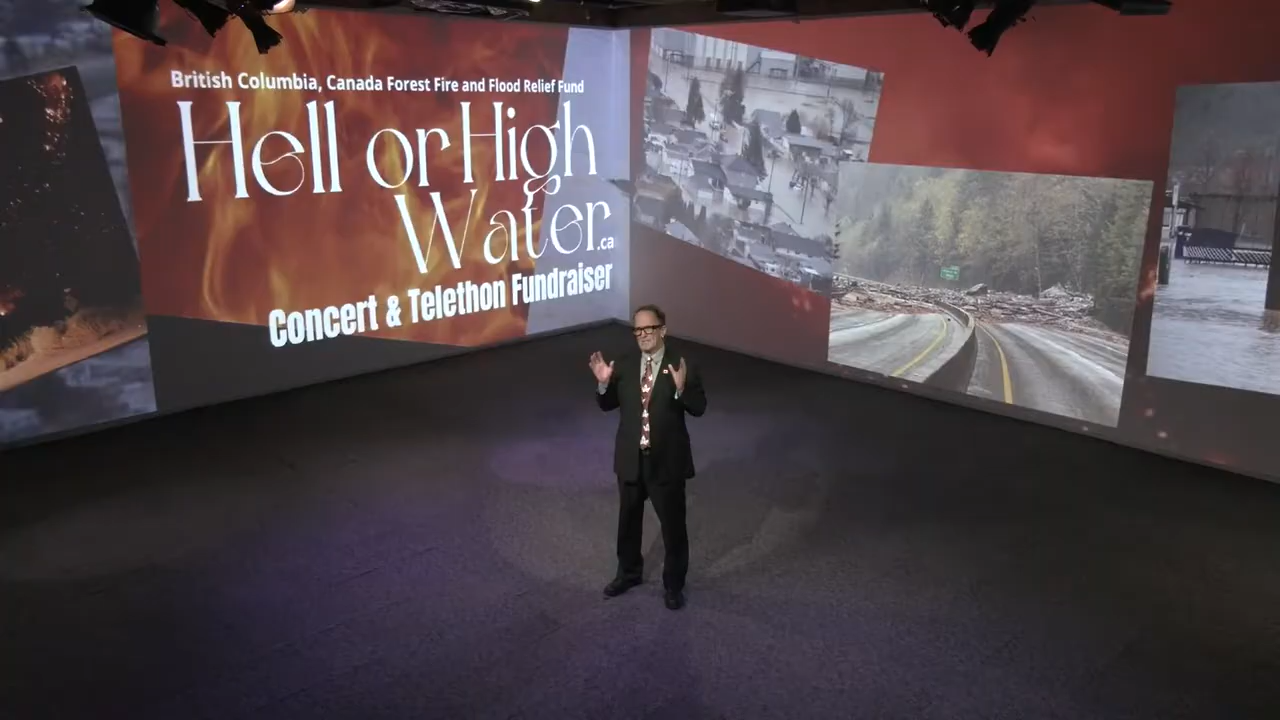 British Columbia, Canada Forest Fire and Flood Relief Fund
Hell or High
Water.ca
Concert & Telethon Fundraiser